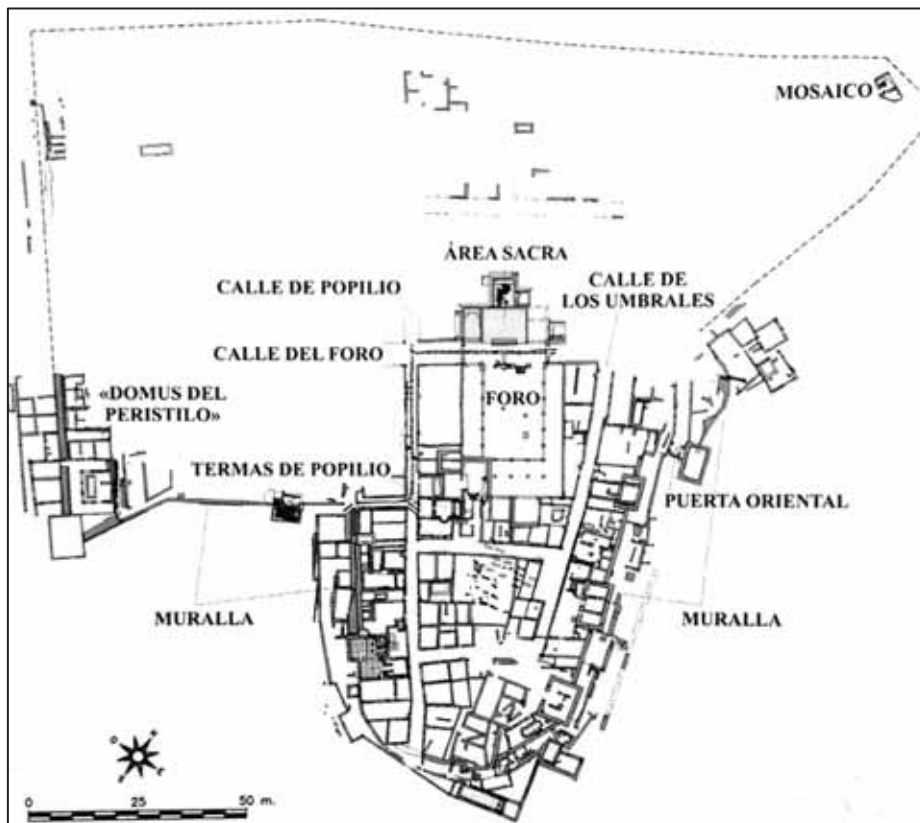 MOSAICO
ÁREA SACRA
CALLE DE POPILIO
CALLE DE
LOS UMBRALES
CALLE DEL FORO
«DOMUS DEL
PERISTILO»
FORO
TERMAS DE POPILIO
PUERTA ORIENTAL
MURALLA
MURALLA
0 25 50 m.